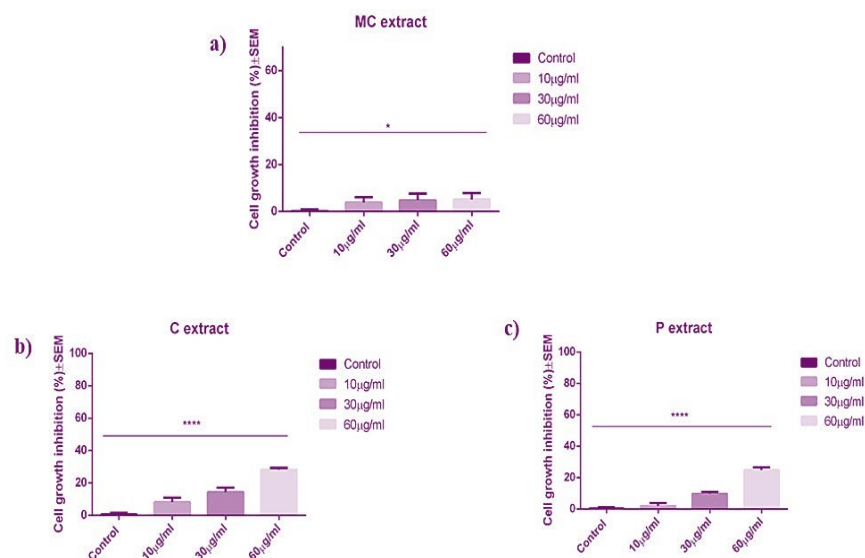 MC extract
a)
Cell growth inhibition (%)±SEM
60
40
20
0
*
Control
10µg/ml
30µg/ml
60µg/ml
Control
10µg/ml
30µg/ml
60µg/ml
C extract
b)
Cell growth inhibition (%)±SEM
100
80
60
40
20
0
****
Control
10µg/ml
30µg/ml
60µg/ml
Control
10µg/ml
30µg/ml
60µg/ml
P extract
c)
Cell growth inhibition (%)±SEM
100
80
60
40
20
0
****
Control
10µg/ml
30µg/ml
60µg/ml
Control
10µg/ml
30µg/ml
60µg/ml